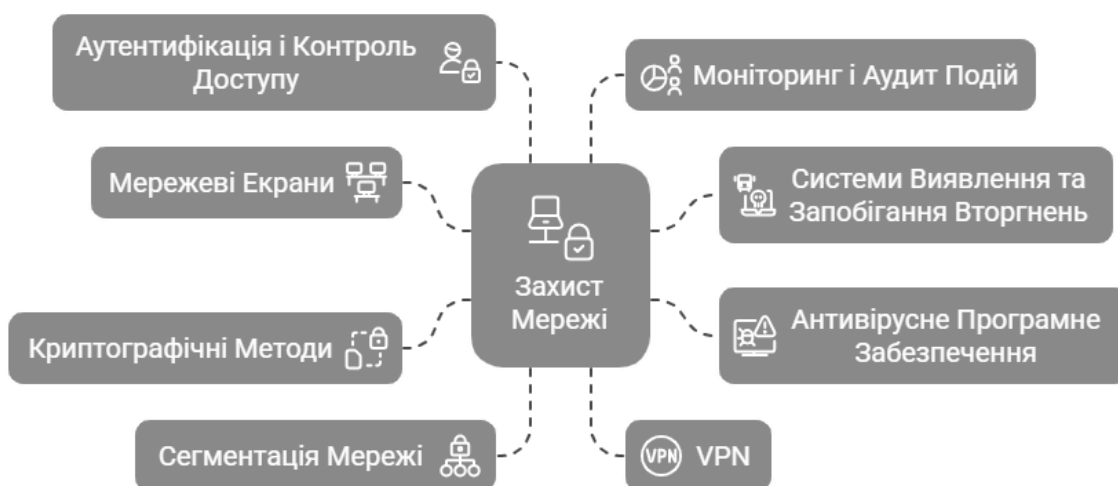 Аутентифікація і Контроль
Доступу
Моніторинг і Аудит Подій
Мережеві Екрани
Системи Виявлення та
Запобігання Вторгнень
Захист
Мережі
Криптографічні Методи
Антивірусне Програмне
Забезпечення
Сегментація Мережі
VPN
VPN